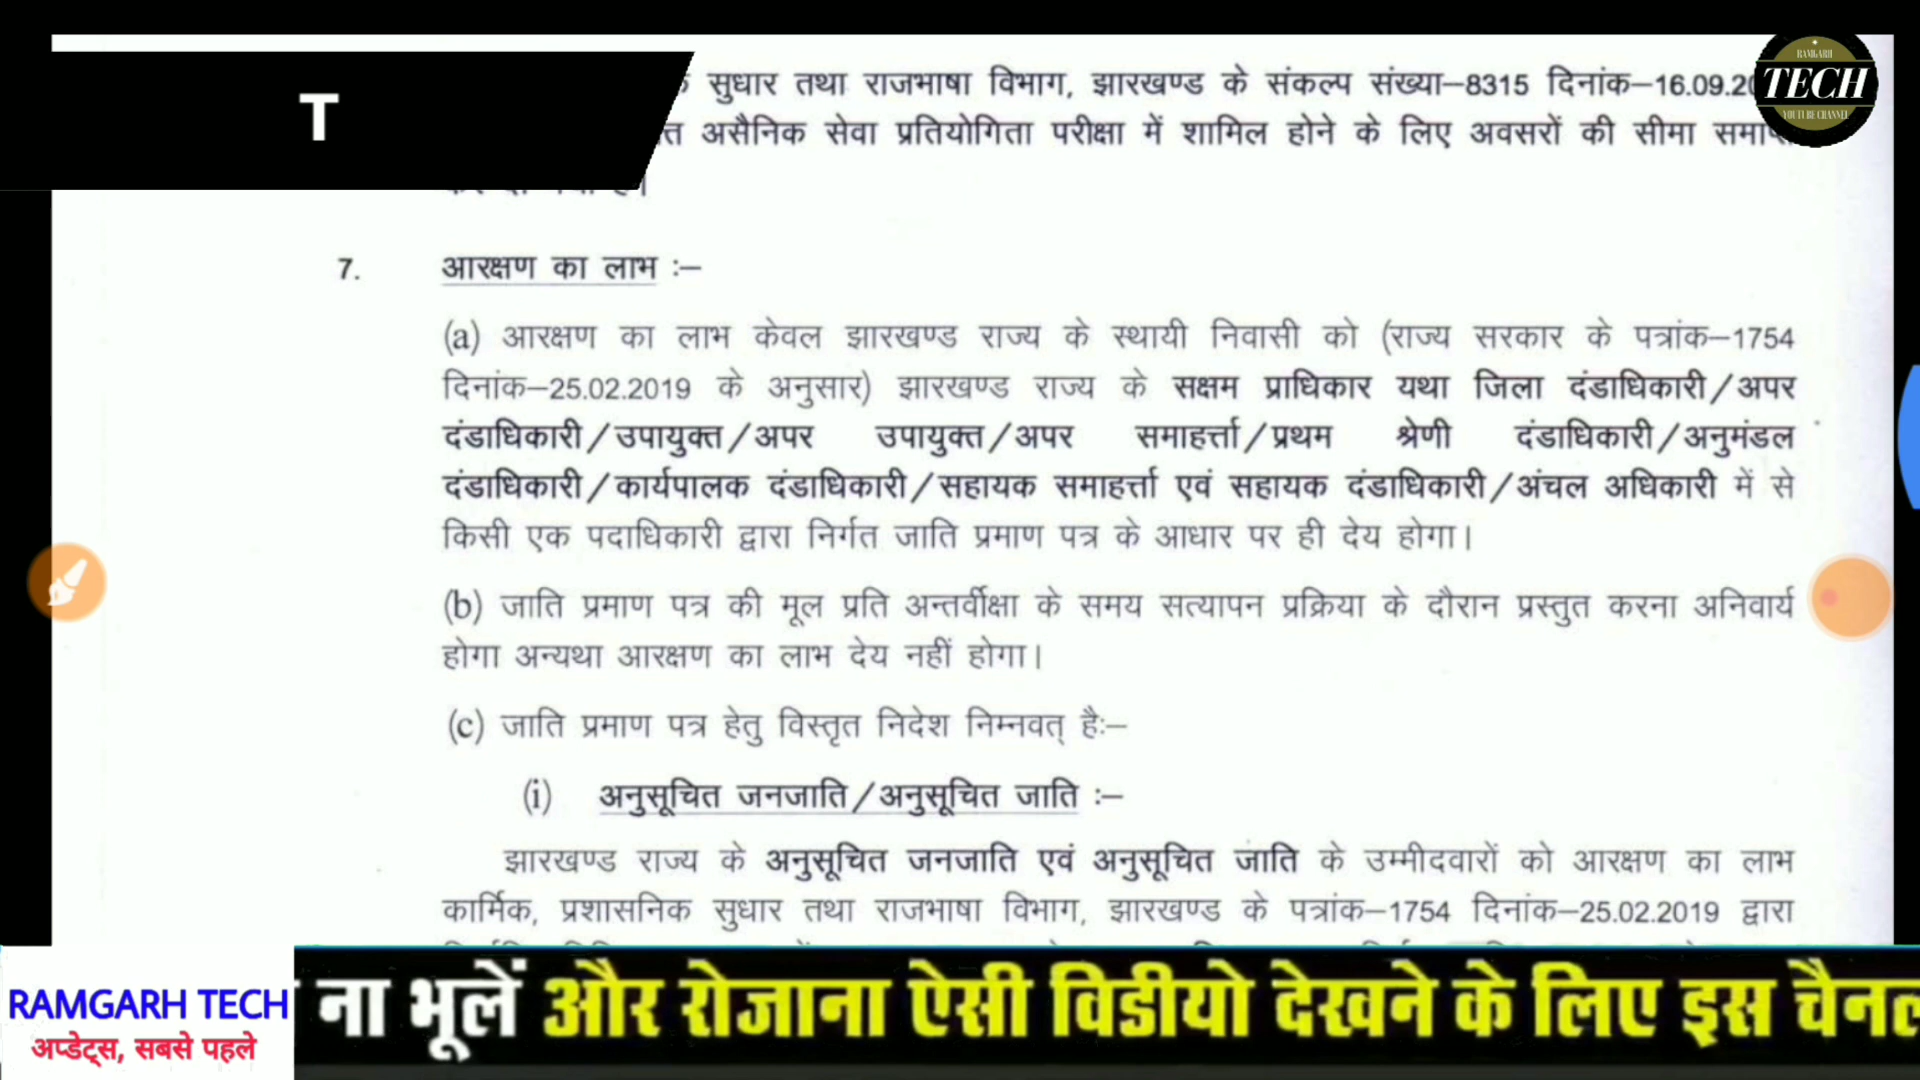 T
सुधार तथा राजभाषा विभाग, झारखण्ड के संकल्प संख्या–8315 दिनांक–16.09.20
असैनिक सेवा प्रतियोगिता परीक्षा में शामिल होने के लिए अवसरों की सीमा
RAMGARH
TECH
YOUTUBE CHANNEL
7. आरक्षण का लाभ :–
(a) आरक्षण का लाभ केवल झारखण्ड राज्य के स्थायी निवासी को (राज्य सरकार के पत्रांक–1754
दिनांक–25.02.2019 के अनुसार) झारखण्ड राज्य के सक्षम प्राधिकार यथा जिला दंडाधिकारी/अपर
दंडाधिकारी/उपायुक्त/अपर उपायुक्त/अपर समाहर्त्ता/प्रथम श्रेणी दंडाधिकारी/अनुमंडल
दंडाधिकारी/कार्यपालक दंडाधिकारी/सहायक समाहर्त्ता एवं सहायक दंडाधिकारी/अंचल अधिकारी में से
किसी एक पदाधिकारी द्वारा निर्गत जाति प्रमाण पत्र के आधार पर ही देय होगा।
(b) जाति प्रमाण पत्र की मूल प्रति अन्तर्वीक्षा के समय सत्यापन प्रक्रिया के दौरान प्रस्तुत करना अनिवार्य
होगा अन्यथा आरक्षण का लाभ देय नहीं होगा।
(c) जाति प्रमाण पत्र हेतु विस्तृत निदेश निम्नवत् है:–
(i) अनुसूचित जनजाति/अनुसूचित जाति :–
झारखण्ड राज्य के अनुसूचित जनजाति एवं अनुसूचित जाति के उम्मीदवारों को आरक्षण का लाभ
कार्मिक, प्रशासनिक सुधार तथा राजभाषा विभाग, झारखण्ड के पत्रांक–1754 दिनांक–25.02.2019 द्वारा
RAMGARH TECH
अप्डेट्स, सबसे पहले
ना भूलें और रोजाना ऐसी विडीयो देखने के लिए इस चैनल